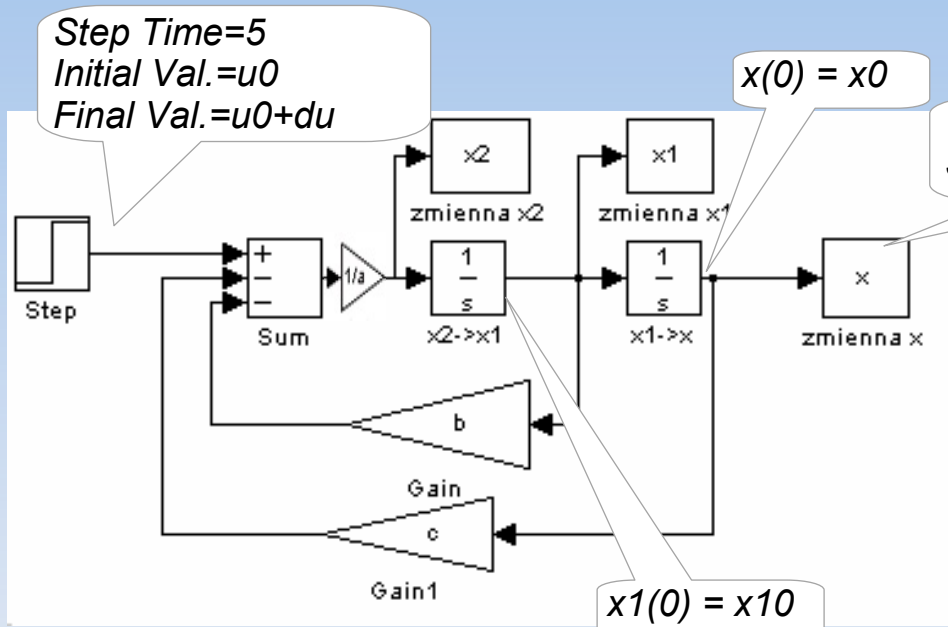 Step Time=5
Initial Val.=u0
Final Val.=u0+du
x(0) = x0
x2
x1
zmienna x2
zmienna x1
+
−
−
1/a
1
s
1
s
x
Step
Sum
x2->x1
x1->x
zmienna x
b
Gain
c
Gain1
x1(0) = x10